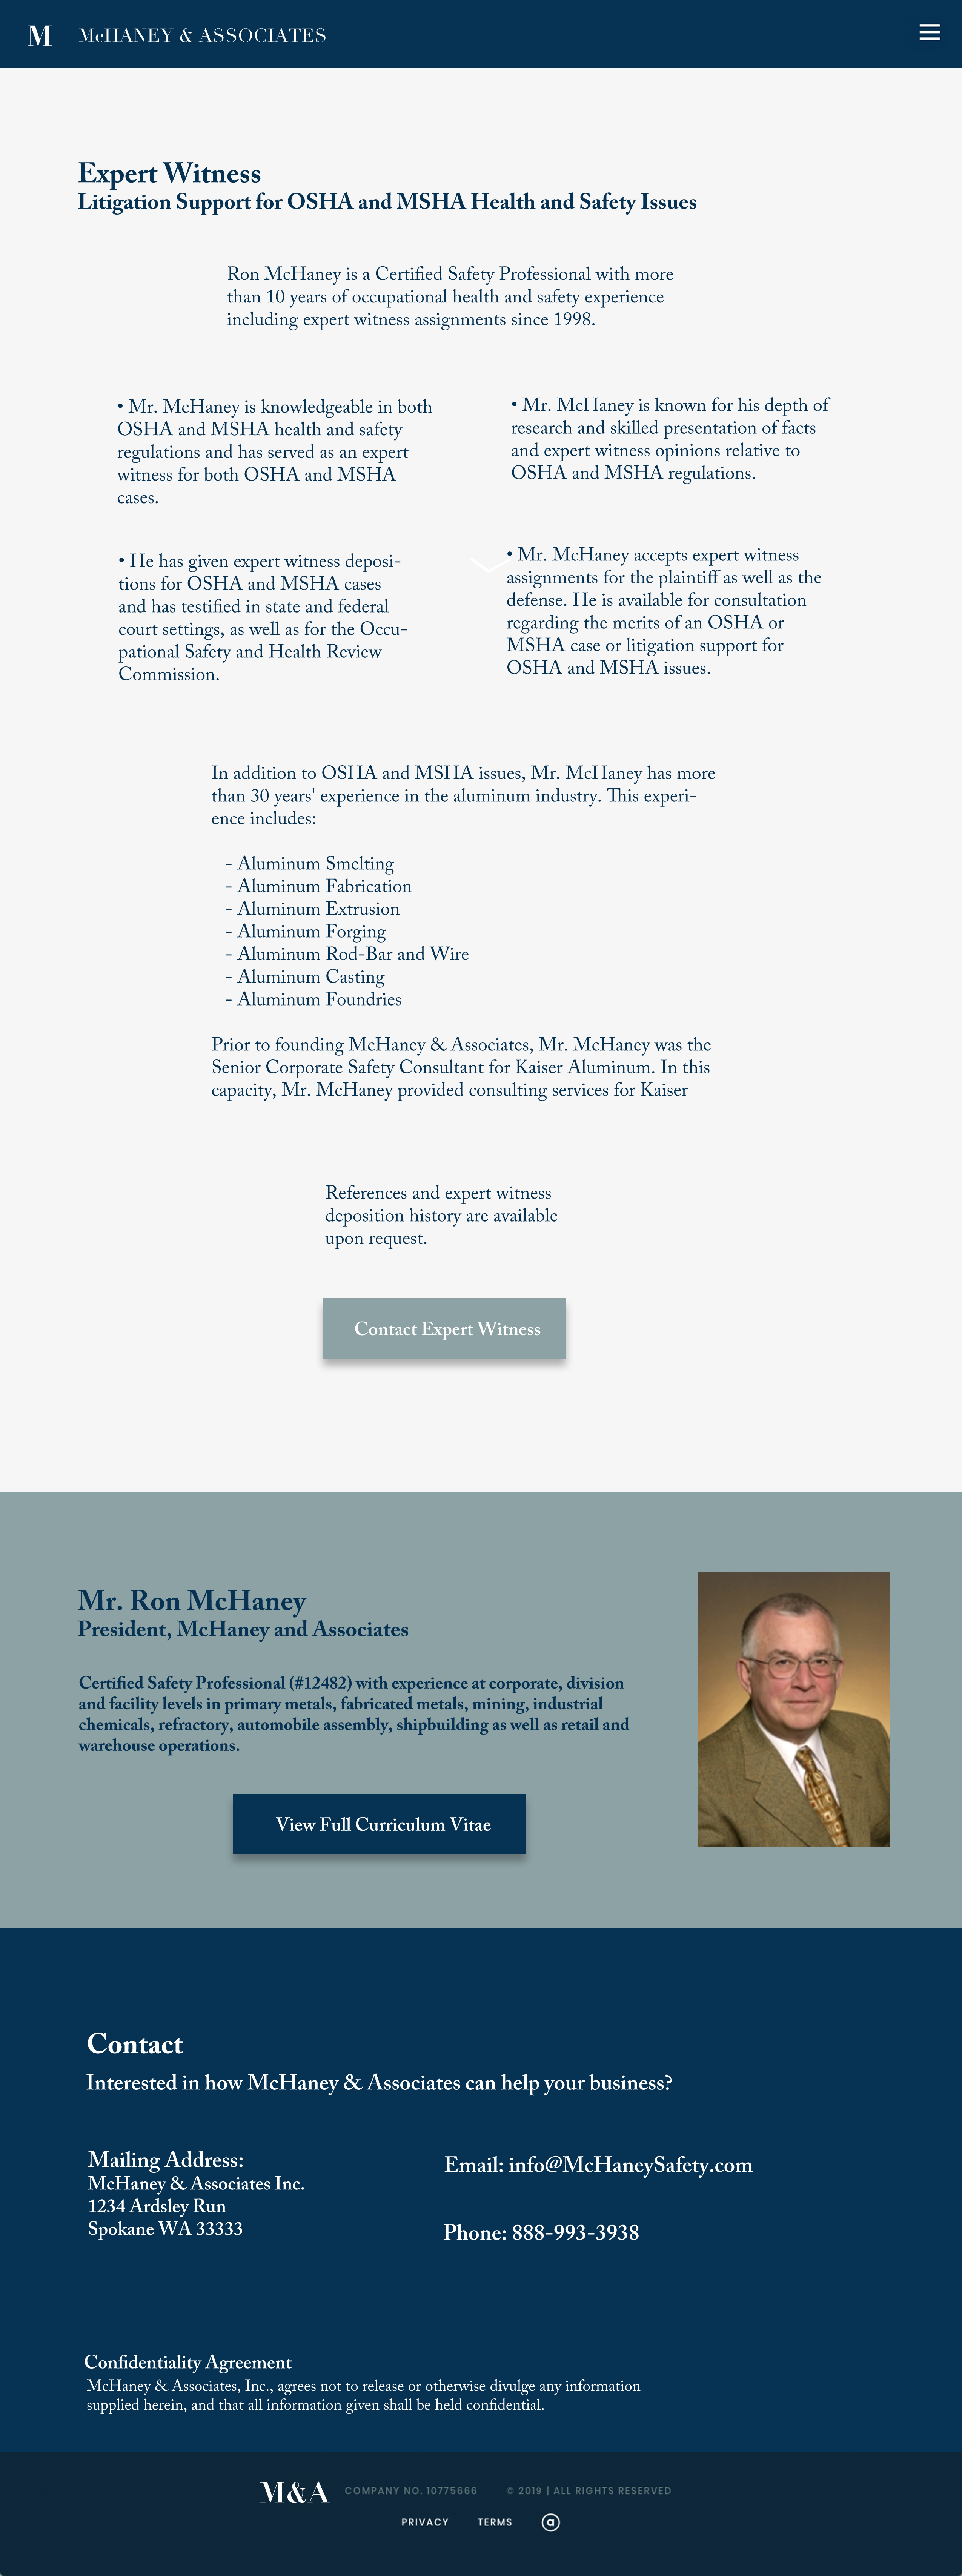 M McHANEY & ASSOCIATES
Expert Witness
Litigation Support for OSHA and MSHA Health and Safety Issues
Ron McHaney is a Certified Safety Professional with more
than 10 years of occupational health and safety experience
including expert witness assignments since 1998.
• Mr. McHaney is knowledgeable in both
OSHA and MSHA health and safety
regulations and has served as an expert
witness for both OSHA and MSHA
cases.
• Mr. McHaney is known for his depth of
research and skilled presentation of facts
and expert witness opinions relative to
OSHA and MSHA regulations.
• He has given expert witness deposi-
tions for OSHA and MSHA cases
and has testified in state and federal
court settings, as well as for the Occu-
pational Safety and Health Review
Commission.
• Mr. McHaney accepts expert witness
assignments for the plaintiff as well as the
defense. He is available for consultation
regarding the merits of an OSHA or
MSHA case or litigation support for
OSHA and MSHA issues.
In addition to OSHA and MSHA issues, Mr. McHaney has more
than 30 years' experience in the aluminum industry. This experi-
ence includes:
- Aluminum Smelting
- Aluminum Fabrication
- Aluminum Extrusion
- Aluminum Forging
- Aluminum Rod-Bar and Wire
- Aluminum Casting
- Aluminum Foundries
Prior to founding McHaney & Associates, Mr. McHaney was the
Senior Corporate Safety Consultant for Kaiser Aluminum. In this
capacity, Mr. McHaney provided consulting services for Kaiser
References and expert witness
deposition history are available
upon request.
Contact Expert Witness
Mr. Ron McHaney
President, McHaney and Associates
Certified Safety Professional (#12482) with experience at corporate, division
and facility levels in primary metals, fabricated metals, mining, industrial
chemicals, refractory, automobile assembly, shipbuilding as well as retail and
warehouse operations.
View Full Curriculum Vitae
Contact
Interested in how McHaney & Associates can help your business?
Mailing Address:
McHaney & Associates Inc.
1234 Ardsley Run
Spokane WA 33333
Email: info@McHaneySafety.com
Phone: 888-993-3938
Confidentiality Agreement
McHaney & Associates, Inc., agrees not to release or otherwise divulge any information
supplied herein, and that all information given shall be held confidential.
M&A COMPANY NO. 10775666 © 2019 | ALL RIGHTS RESERVED
PRIVACY TERMS @